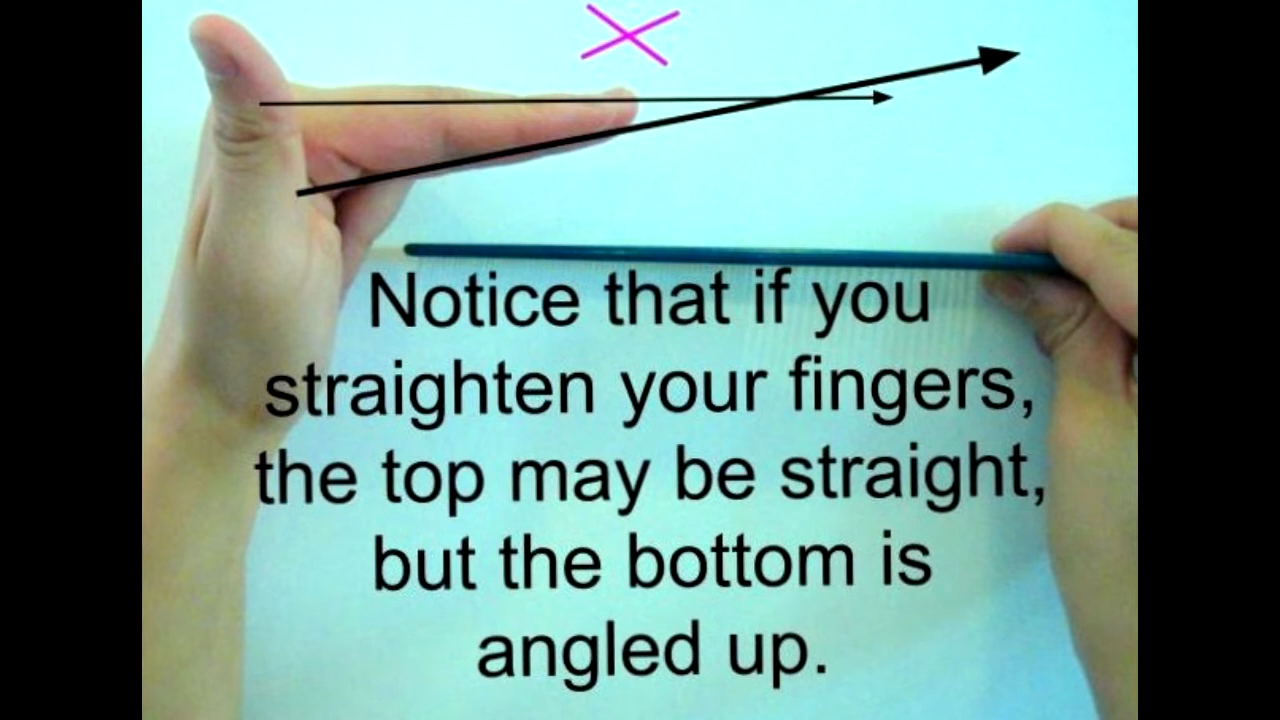 Notice that if you
straighten your fingers,
the top may be straight,
but the bottom is
angled up.